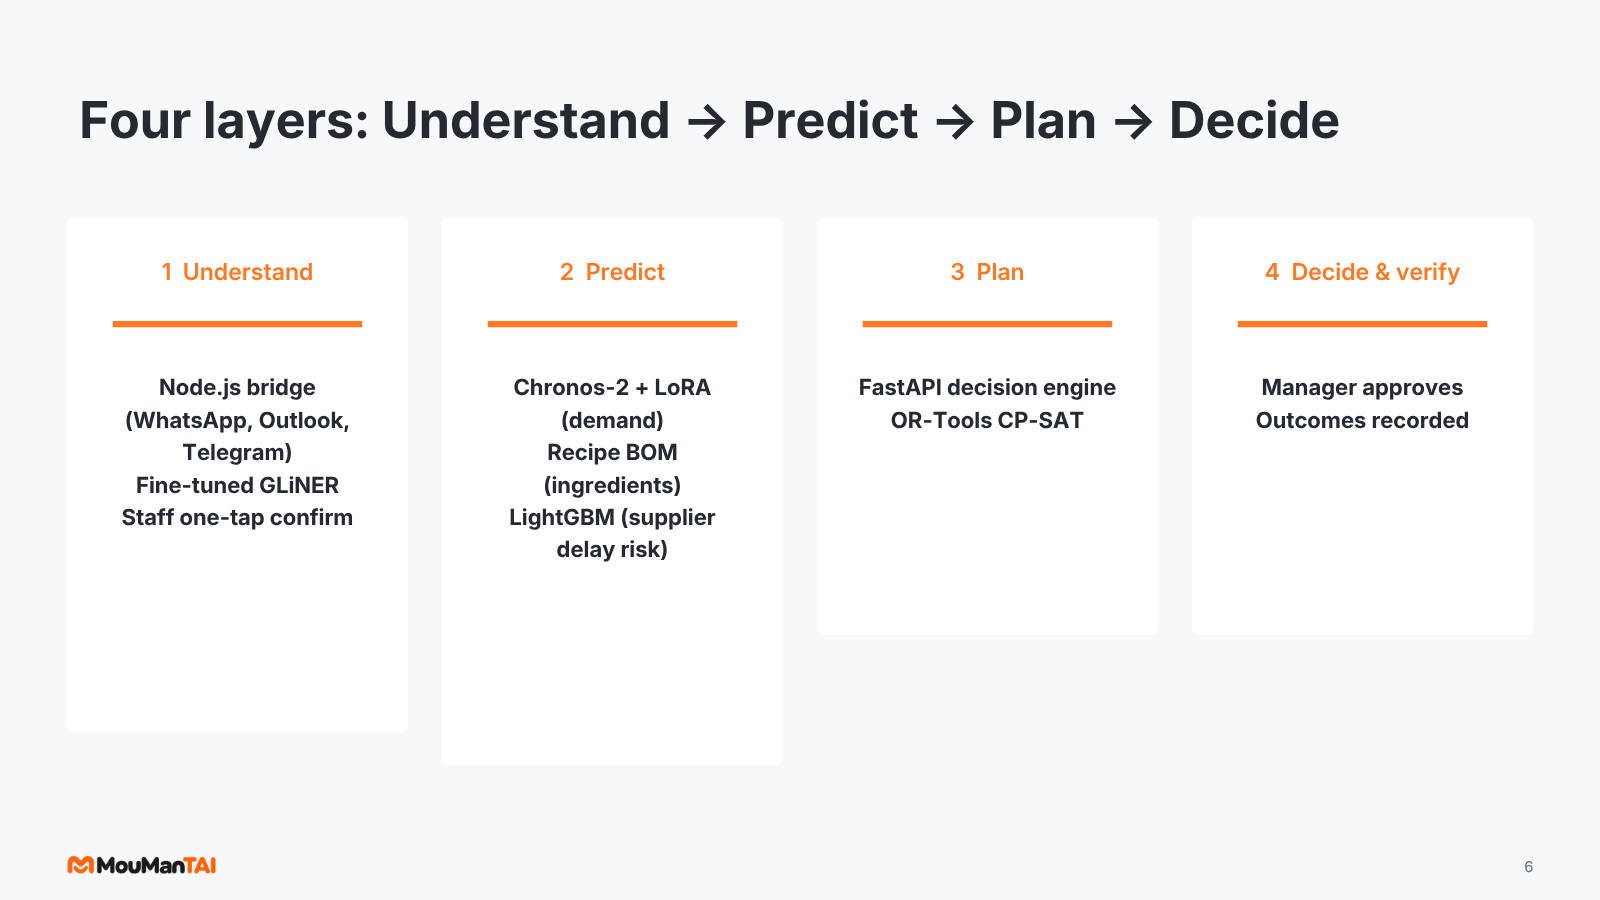 Four layers: Understand → Predict → Plan → Decide
1 Understand
Node.js bridge
(WhatsApp, Outlook,
Telegram)
Fine-tuned GLiNER
Staff one-tap confirm
2 Predict
Chronos-2 + LoRA
(demand)
Recipe BOM
(ingredients)
LightGBM (supplier
delay risk)
3 Plan
FastAPI decision engine
OR-Tools CP-SAT
4 Decide & verify
Manager approves
Outcomes recorded
MouManTAI
6